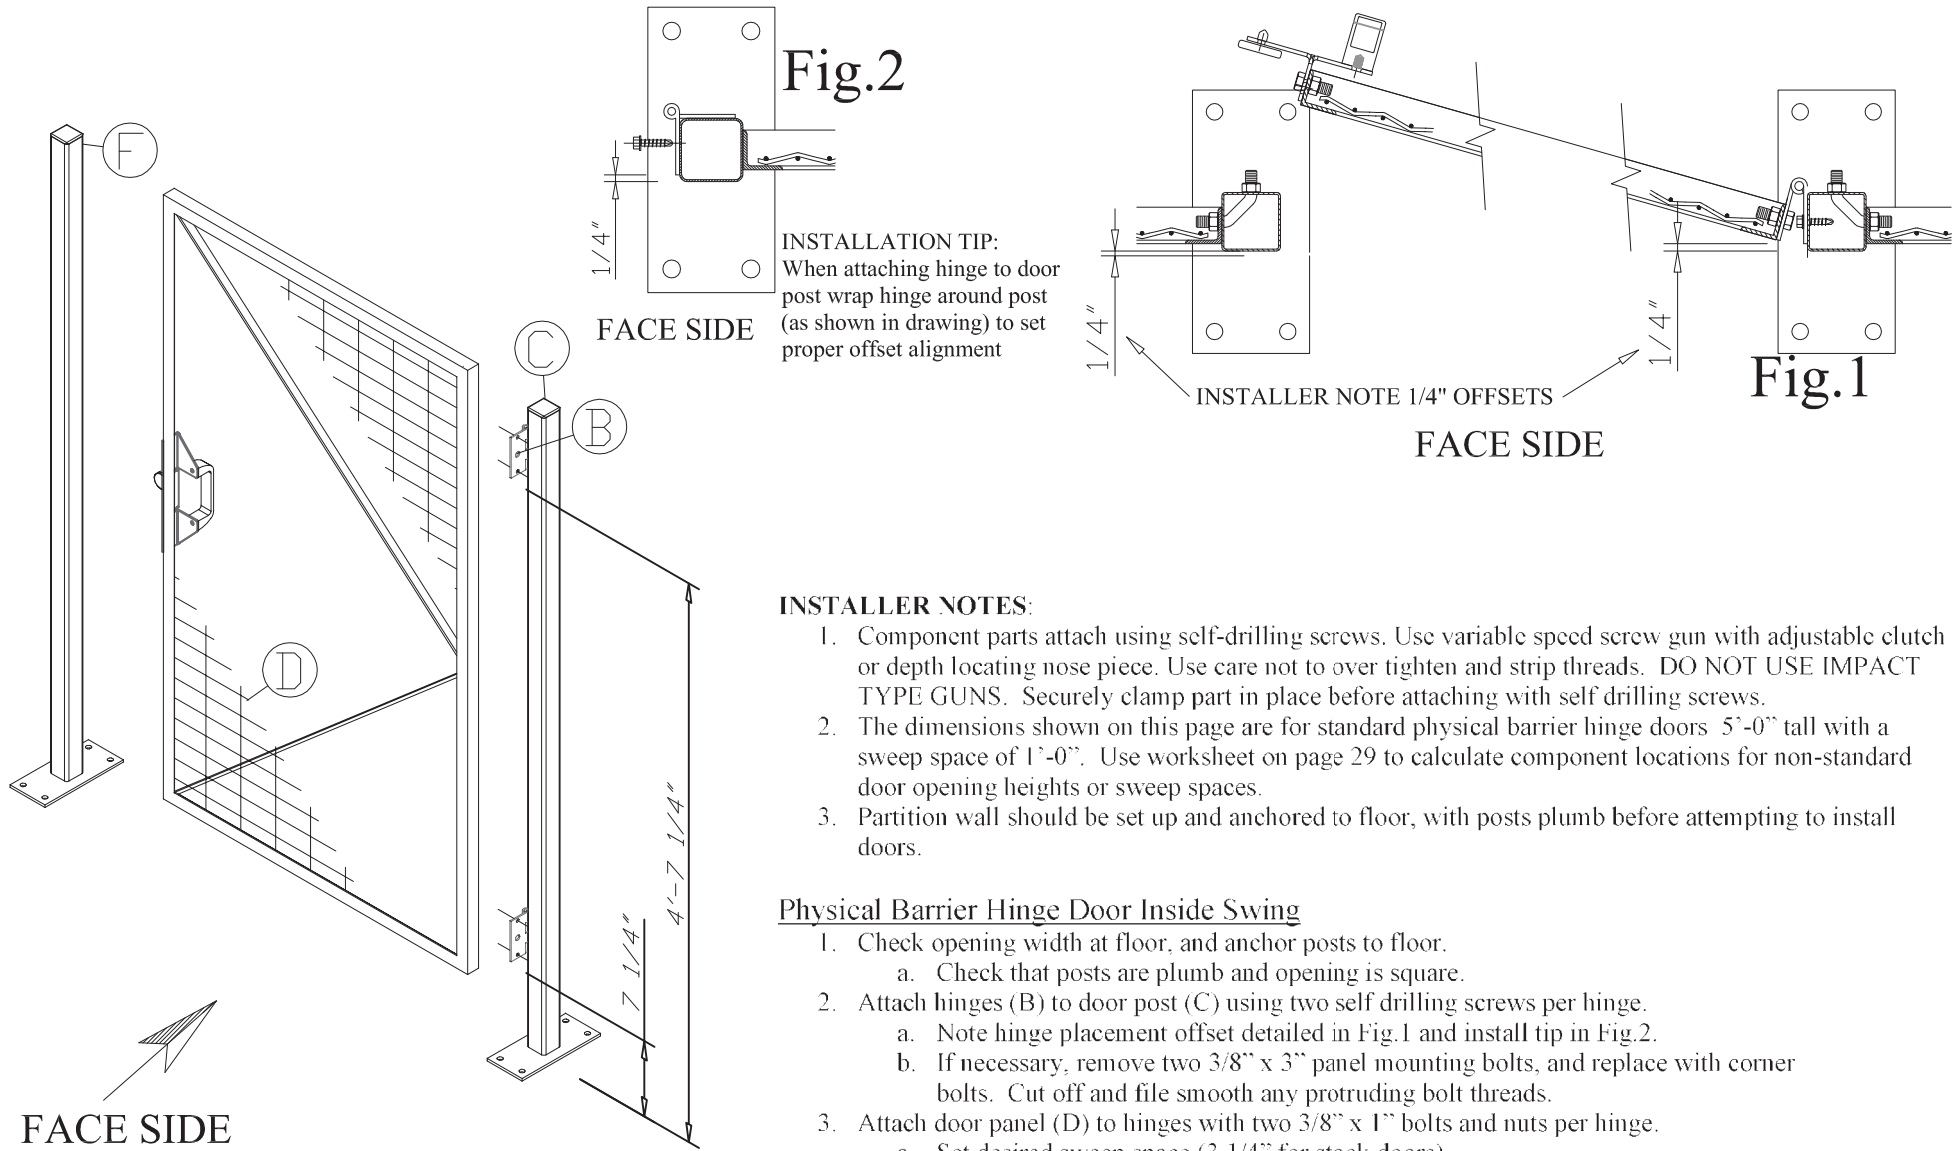 Fig.2
F
1/4"
INSTALLATION TIP:
When attaching hinge to door
post wrap hinge around post
(as shown in drawing) to set
proper offset alignment
FACE SIDE
1/4"
1/4"
Fig.1
INSTALLER NOTE 1/4" OFFSETS
FACE SIDE
C
B
D
4'-7 1/4"
7 1/4"
FACE SIDE
INSTALLER NOTES:
1. Component parts attach using self-drilling screws. Use variable speed screw gun with adjustable clutch
or depth locating nose piece. Use care not to over tighten and strip threads. DO NOT USE IMPACT
TYPE GUNS. Securely clamp part in place before attaching with self drilling screws.
2. The dimensions shown on this page are for standard physical barrier hinge doors 5’-0” tall with a
sweep space of 1’-0”. Use worksheet on page 29 to calculate component locations for non-standard
door opening heights or sweep spaces.
3. Partition wall should be set up and anchored to floor, with posts plumb before attempting to install
doors.
Physical Barrier Hinge Door Inside Swing
1. Check opening width at floor, and anchor posts to floor.
a. Check that posts are plumb and opening is square.
2. Attach hinges (B) to door post (C) using two self drilling screws per hinge.
a. Note hinge placement offset detailed in Fig.1 and install tip in Fig.2.
b. If necessary, remove two 3/8” x 3” panel mounting bolts, and replace with corner
bolts. Cut off and file smooth any protruding bolt threads.
3. Attach door panel (D) to hinges with two 3/8” x 1” bolts and nuts per hinge.
a. Set desired sweep space (3 1/4” for stock doors)